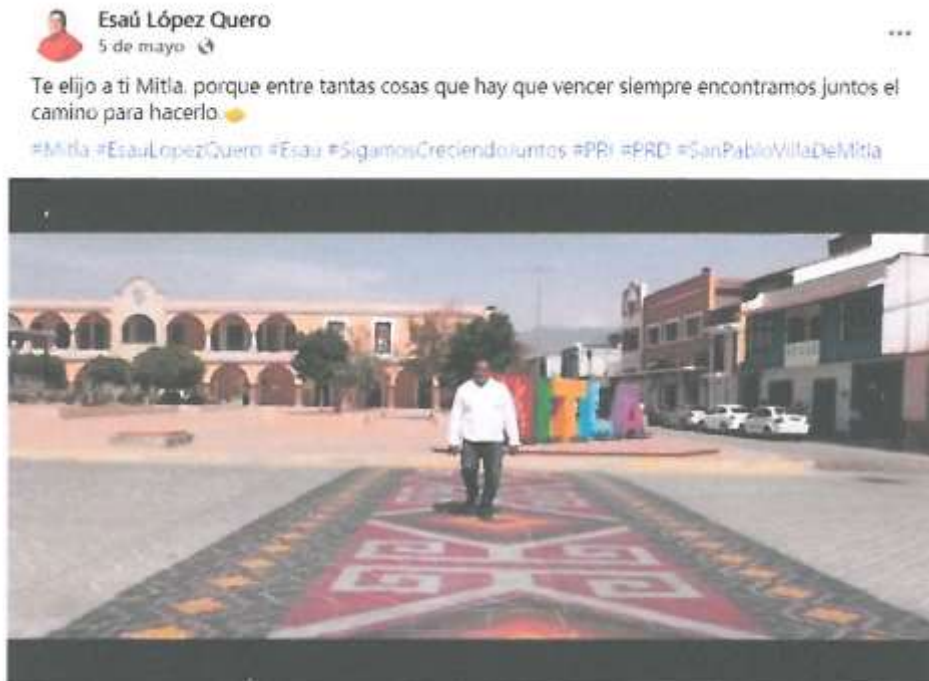 Esaú López Quero
5 de mayo
Te elijo a ti Mitla. porque entre tantas cosas que hay que vencer siempre encontramos juntos el
camino para hacerlo.
#Mitla #EsauLopezQuero #Esau #SigamosCreciendoJuntos #PRI #PRD #SanPabloVillaDeMitla
MITLA